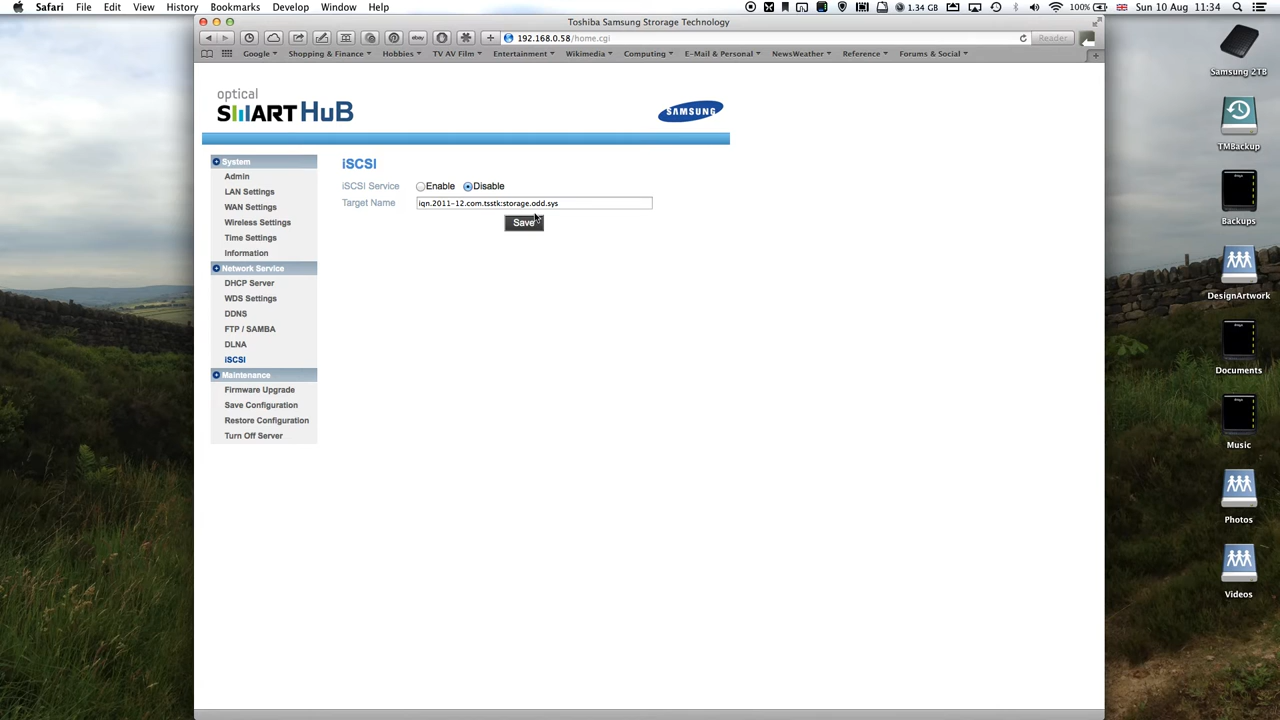 Safari File Edit View History Bookmarks Develop Window Help 1.34 GB 100% Sun 10 Aug 11:34
Toshiba Samsung Storage Technology
ebay 192.168.0.58/home.cgi Reader
Google Shopping & Finance Hobbies TV AV Film Entertainment Wikimedia Computing E-Mail & Personal NewsWeather Reference Forums & Social
optical
SMART HUB
SAMSUNG
System
Admin
LAN Settings
WAN Settings
Wireless Settings
Time Settings
Information
Network Service
DHCP Server
WDS Settings
DDNS
FTP / SAMBA
DLNA
iSCSI
Maintenance
Firmware Upgrade
Save Configuration
Restore Configuration
Turn Off Server
iSCSI
iSCSI Service Enable Disable
Target Name iqn.2011-12.com.tsstk:storage.odd.sys
Save
Samsung 2TB
TMBackup
Backups
DesignArtwork
Documents
Music
Photos
Videos